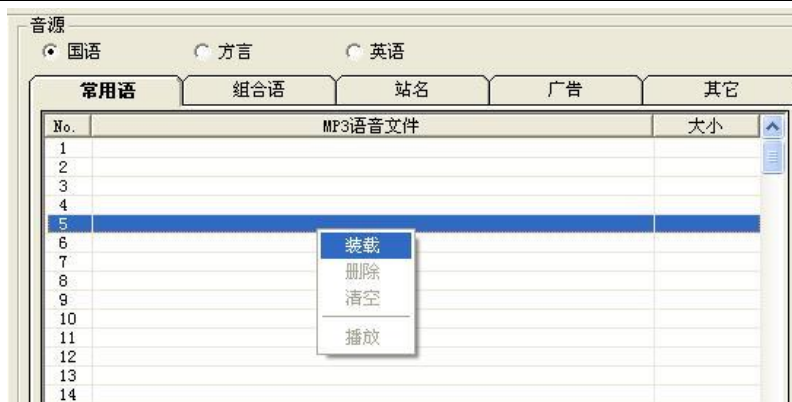 音源
国语 方言 英语
常用语 组合语 站名 广告 其它
No. MP3语音文件 大小
1
2
3
4
5
6 装载
7 删除
8
9 清空
10
11 播放
12
13
14